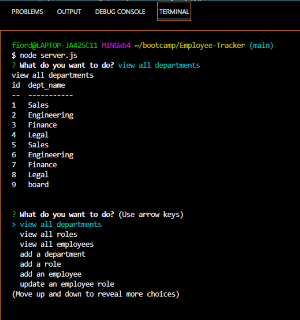 PROBLEMS OUTPUT DEBUG CONSOLE TERMINAL
fiord@LAPTOP-JA42SC11 MINGW64 ~/bootcamp/Employee-Tracker (main)
$ node server.js
? What do you want to do? view all departments
view all departments
id dept_name
-- -----------
1 Sales
2 Engineering
3 Finance
4 Legal
5 Sales
6 Engineering
7 Finance
8 Legal
9 board
? What do you want to do? (Use arrow keys)
> view all departments
view all roles
view all employees
add a department
add a role
add an employee
update an employee role
(Move up and down to reveal more choices)